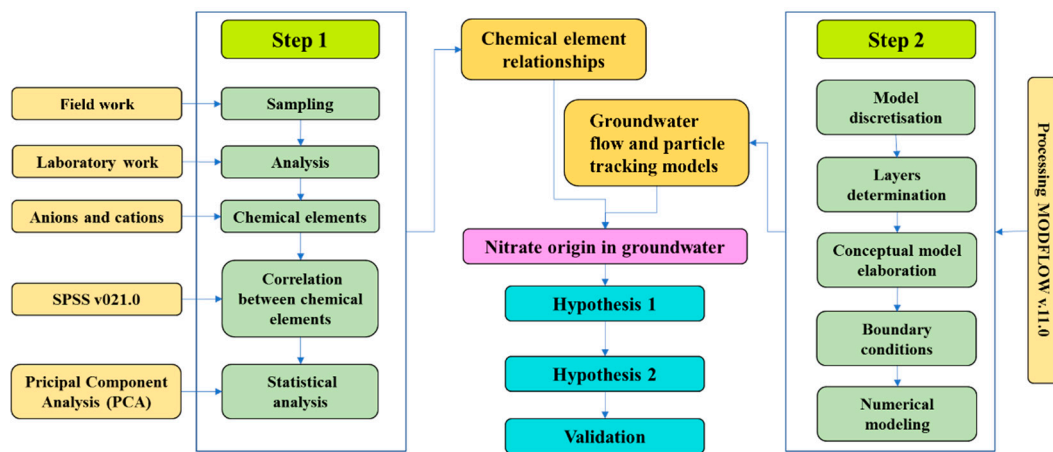 Step 1
Field work
Sampling
Laboratory work
Analysis
Anions and cations
Chemical elements
SPSS v021.0
Correlation
between chemical
elements
Pricipal Component
Analysis (PCA)
Statistical
analysis
Chemical element
relationships
Groundwater
flow and particle
tracking models
Nitrate origin in groundwater
Hypothesis 1
Hypothesis 2
Validation
Step 2
Model
discretisation
Layers
determination
Conceptual model
elaboration
Boundary
conditions
Numerical
modeling
Processing MODFLOW v.11.0